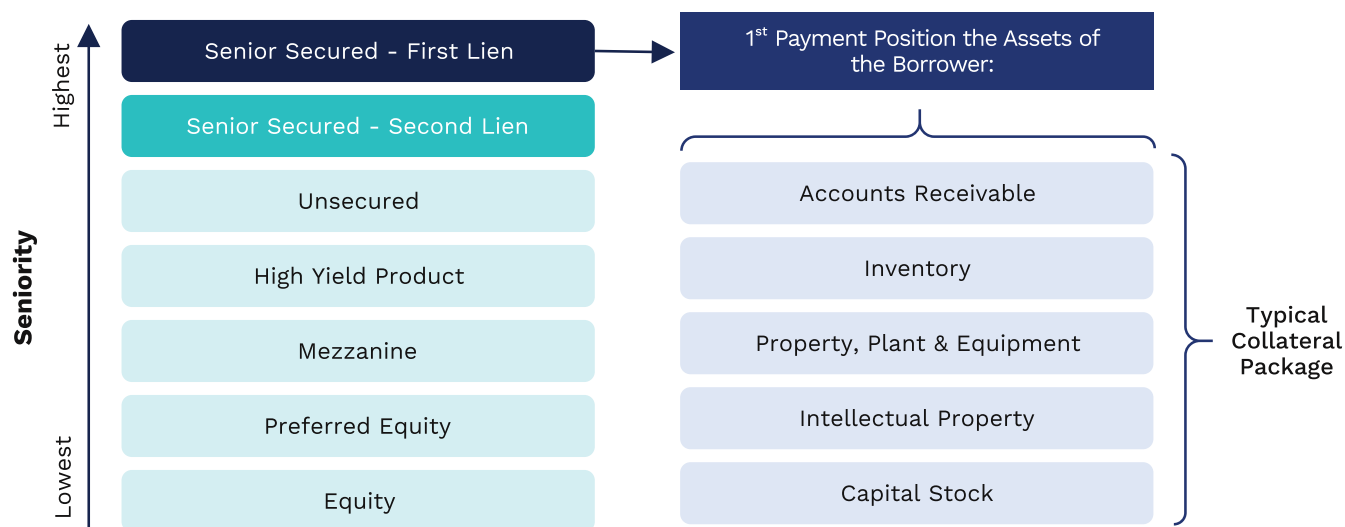 Highest
Seniority
Lowest
Senior Secured - First Lien
Senior Secured - Second Lien
Unsecured
High Yield Product
Mezzanine
Preferred Equity
Equity
1st Payment Position the Assets of
the Borrower:
Accounts Receivable
Inventory
Property, Plant & Equipment
Intellectual Property
Capital Stock
Typical
Collateral
Package